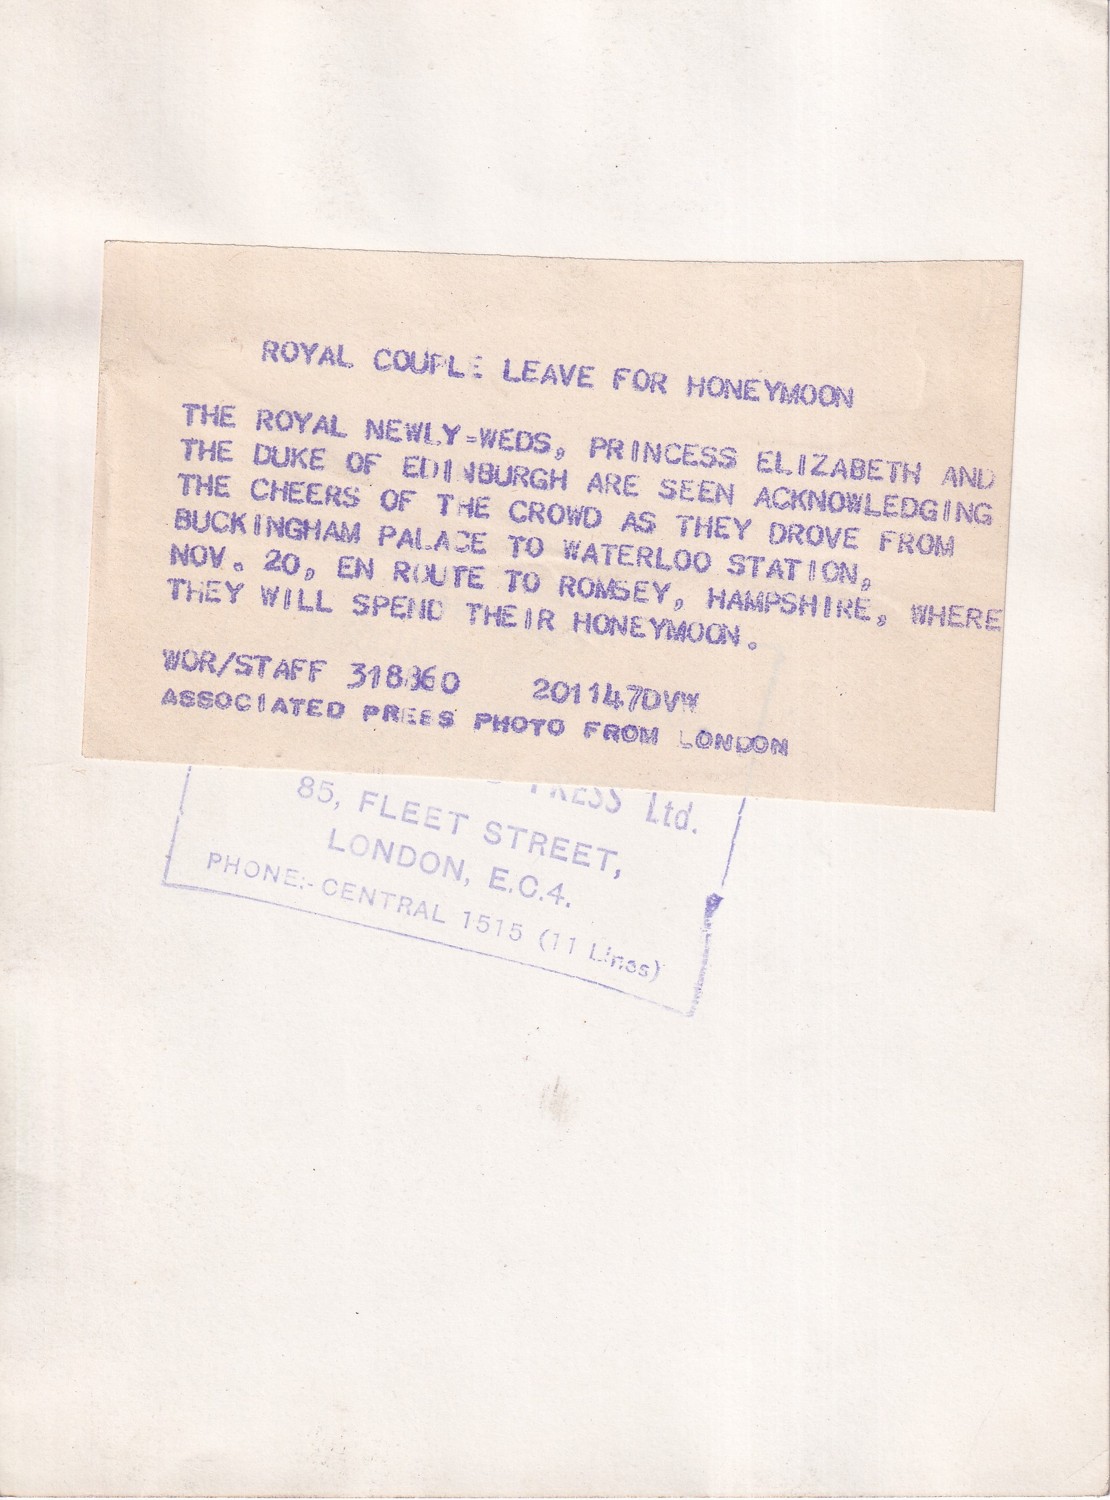 ROYAL COUPLE LEAVE FOR HONEYMOON
THE ROYAL NEWLY=WEDS, PRINCESS ELIZABETH AND
THE DUKE OF EDINBURGH ARE SEEN ACKNOWLEDGING
THE CHEERS OF THE CROWD AS THEY DROVE FROM
BUCKINGHAM PALACE TO WATERLOO STATION,
NOV. 20, EN ROUTE TO ROMSEY, HAMPSHIRE, WHERE
THEY WILL SPEND THEIR HONEYMOON.
WOR/STAFF 318860 201147DVW
ASSOCIATED PRESS PHOTO FROM LONDON
PRESS Ltd.
85, FLEET STREET,
LONDON, E.C.4.
PHONE:- CENTRAL 1515 (11 Lines)